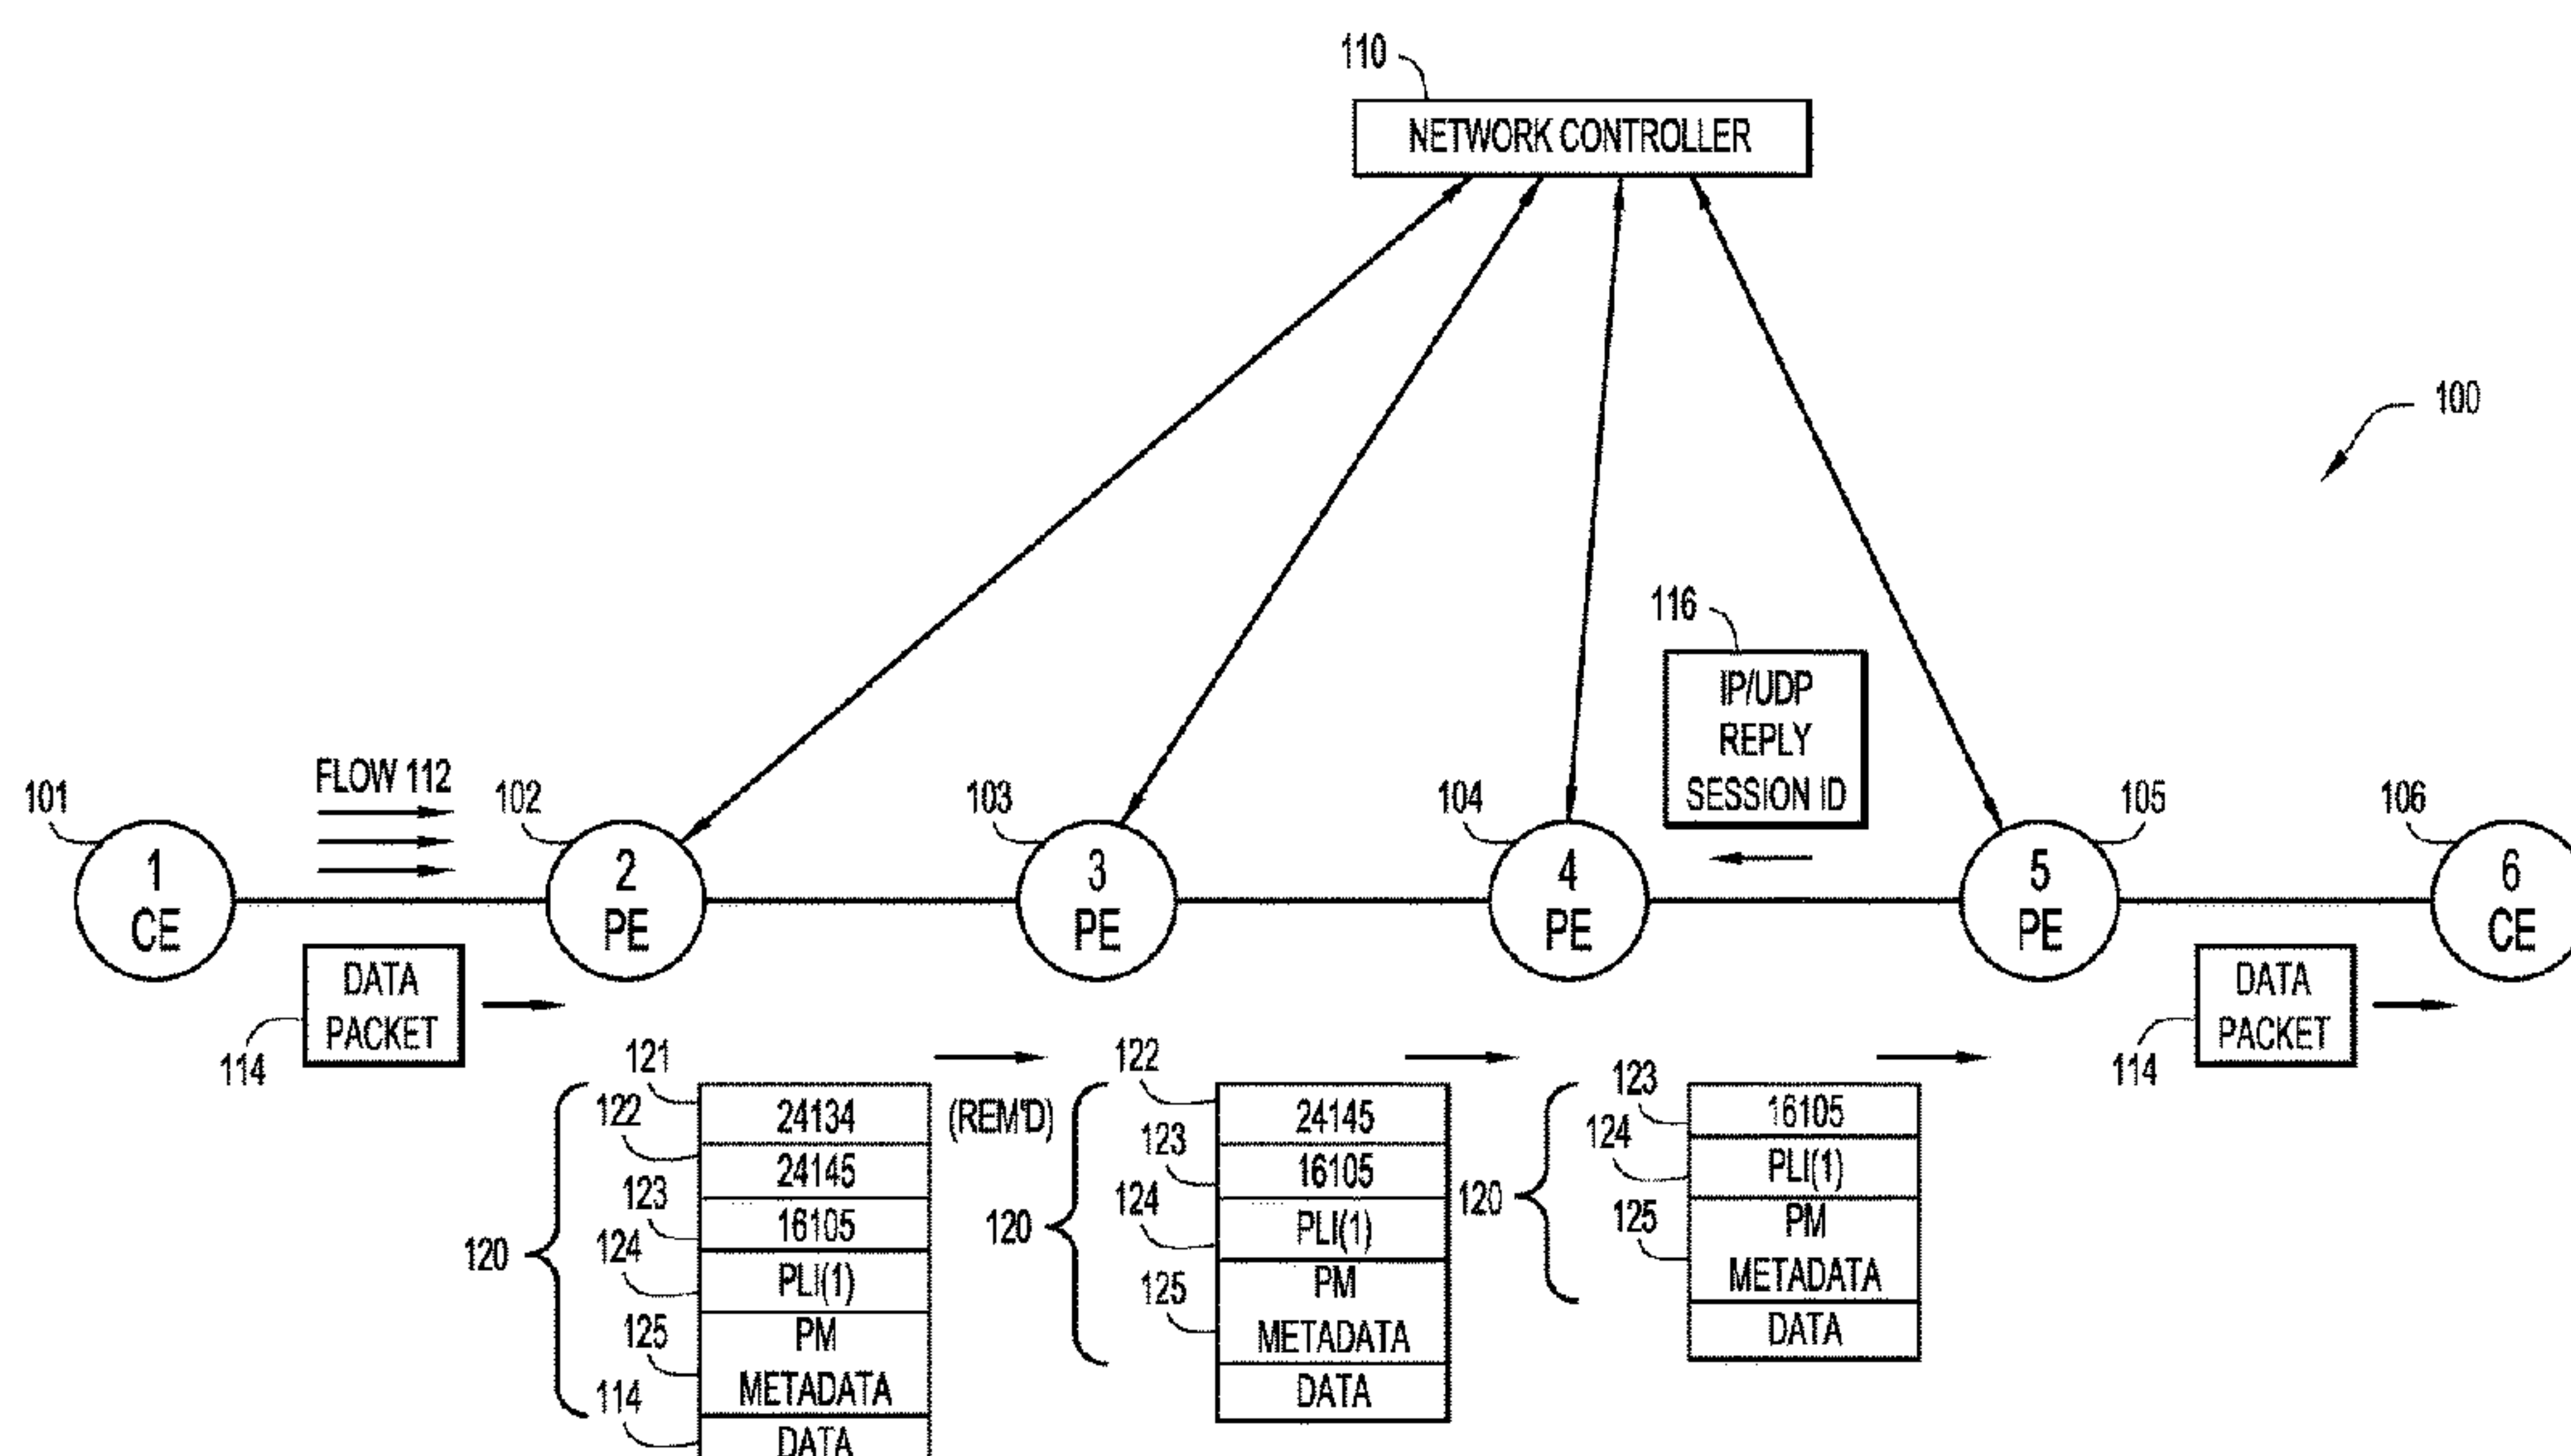 110
NETWORK CONTROLLER
100
116
IP/UDP
REPLY
SESSION ID
FLOW 112
101
102
103
104
105
106
1
CE
2
PE
3
PE
4
PE
5
PE
6
CE
DATA
PACKET
114
DATA
PACKET
114
120
121
122
123
124
125
114
24134
24145
16105
PLI(1)
PM
METADATA
DATA
(REM'D)
120
122
123
124
125
24145
16105
PLI(1)
PM
METADATA
DATA
120
123
124
125
16105
PLI(1)
PM
METADATA
DATA